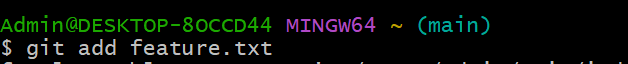 Admin@DESKTOP-8OCCD44 MINGW64 ~ (main)
$ git add feature.txt